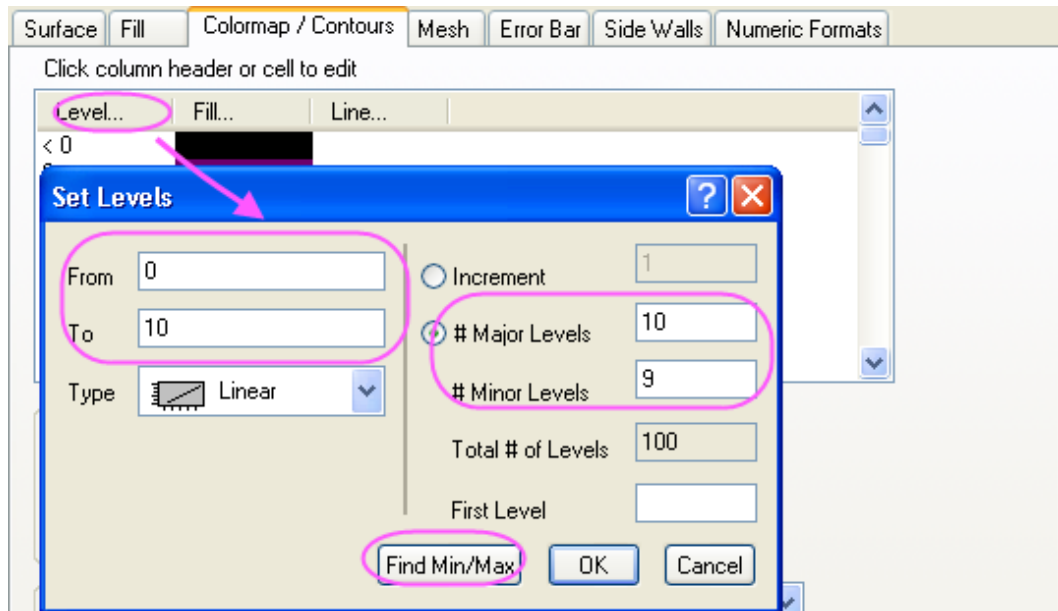 Surface Fill Colormap / Contours Mesh Error Bar Side Walls Numeric Formats
Click column header or cell to edit
Level... Fill... Line...
< 0
Set Levels
From 0
To 10
Type Linear
Increment 1
# Major Levels 10
# Minor Levels 9
Total # of Levels 100
First Level
Find Min/Max OK Cancel